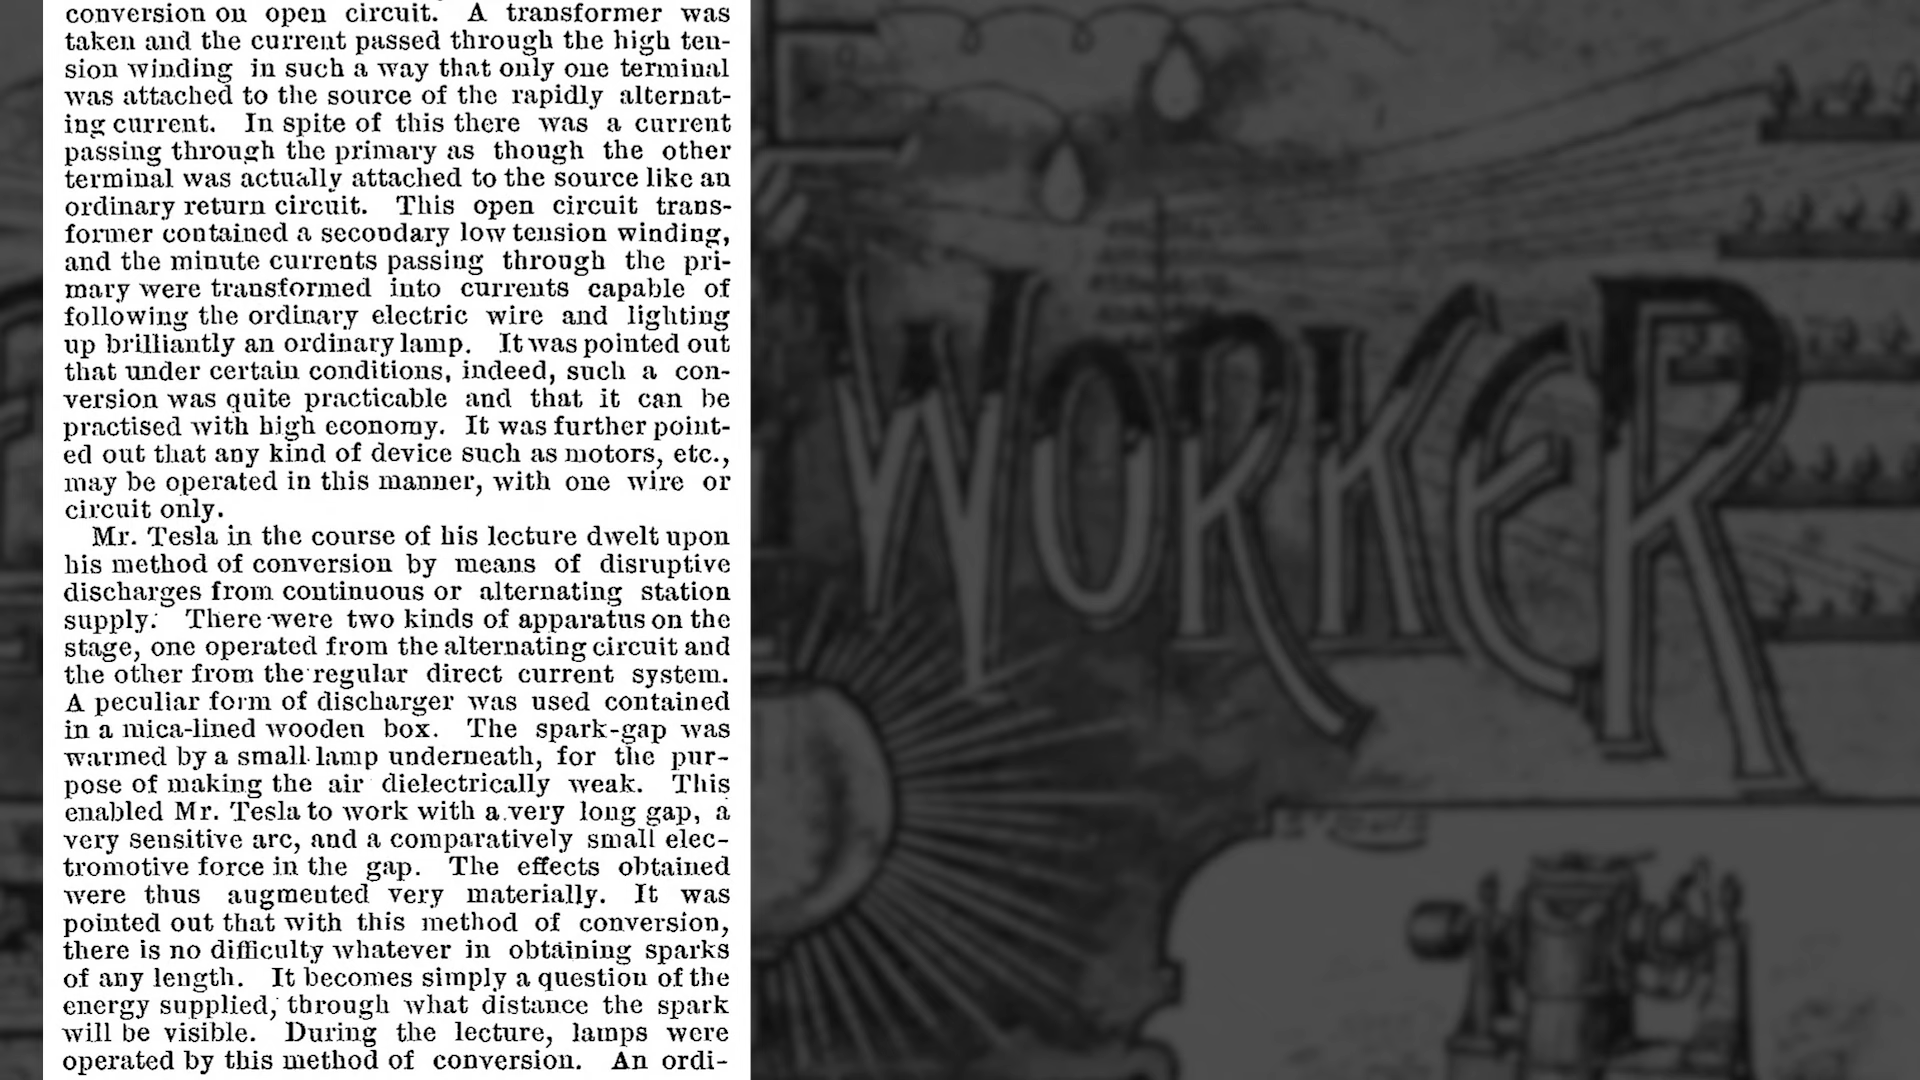 conversion on open circuit. A transformer was
taken and the current passed through the high ten-
sion winding in such a way that only one terminal
was attached to the source of the rapidly alternat-
ing current. In spite of this there was a current
passing through the primary as though the other
terminal was actually attached to the source like an
ordinary return circuit. This open circuit trans-
former contained a secondary low tension winding,
and the minute currents passing through the pri-
mary were transformed into currents capable of
following the ordinary electric wire and lighting
up brilliantly an ordinary lamp. It was pointed out
that under certain conditions, indeed, such a con-
version was quite practicable and that it can be
practised with high economy. It was further point-
ed out that any kind of device such as motors, etc.,
may be operated in this manner, with one wire or
circuit only.
Mr. Tesla in the course of his lecture dwelt upon
his method of conversion by means of disruptive
discharges from continuous or alternating station
supply. There were two kinds of apparatus on the
stage, one operated from the alternating circuit and
the other from the regular direct current system.
A peculiar form of discharger was used contained
in a mica-lined wooden box. The spark-gap was
warmed by a small lamp underneath, for the pur-
pose of making the air dielectrically weak. This
enabled Mr. Tesla to work with a very long gap, a
very sensitive arc, and a comparatively small elec-
tromotive force in the gap. The effects obtained
were thus augmented very materially. It was
pointed out that with this method of conversion,
there is no difficulty whatever in obtaining sparks
of any length. It becomes simply a question of the
energy supplied, through what distance the spark
will be visible. During the lecture, lamps were
operated by this method of conversion. An ordi-
WORKER